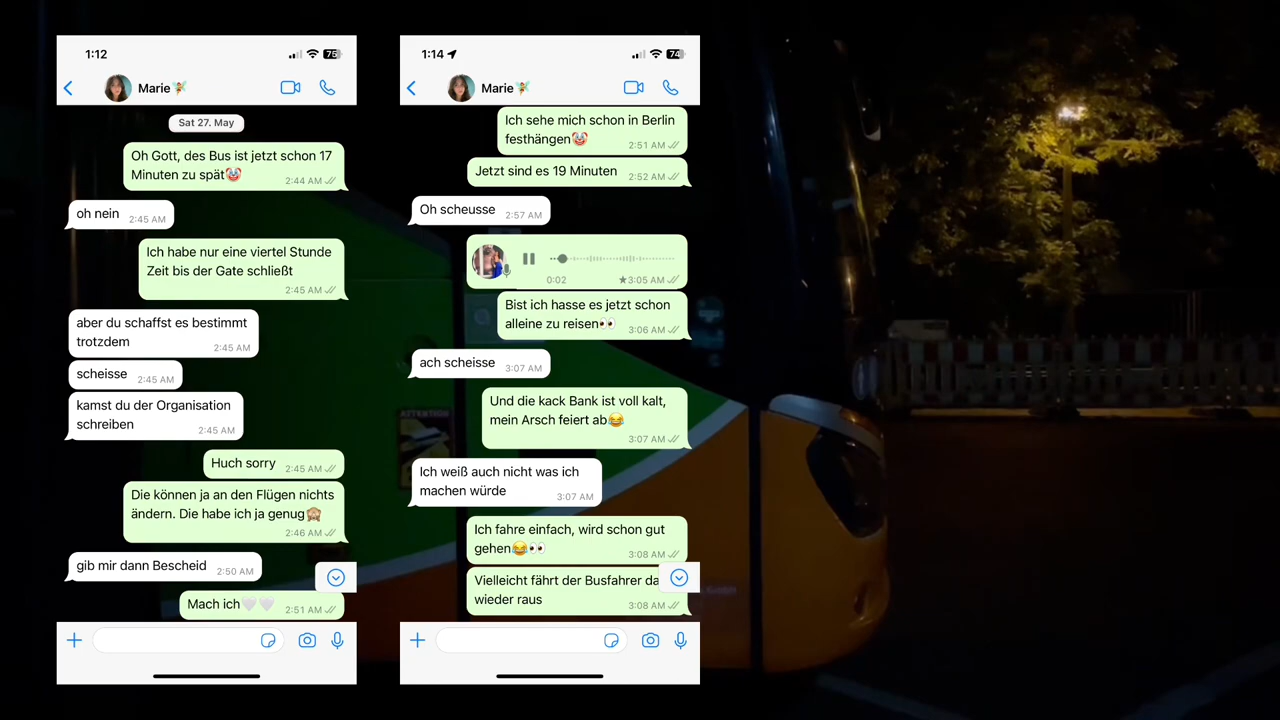 1:12
75
Marie🧚
Sat 27. May
Oh Gott, des Bus ist jetzt schon 17
Minuten zu spät🤡
2:44 AM
oh nein 2:45 AM
Ich habe nur eine viertel Stunde
Zeit bis der Gate schließt
2:45 AM
aber du schaffst es bestimmt
trotzdem 2:45 AM
scheisse 2:45 AM
kamst du der Organisation
schreiben 2:45 AM
Huch sorry 2:45 AM
Die können ja an den Flügen nichts
ändern. Die habe ich ja genug🙈
2:46 AM
gib mir dann Bescheid 2:50 AM
Mach ich🤍🤍 2:51 AM
1:14
74
Marie🧚
Ich sehe mich schon in Berlin
festhängen🤡 2:51 AM
Jetzt sind es 19 Minuten 2:52 AM
Oh scheusse 2:57 AM
0:02 ★3:05 AM
Bist ich hasse es jetzt schon
alleine zu reisen👀 3:06 AM
ach scheisse 3:07 AM
Und die kack Bank ist voll kalt,
mein Arsch feiert ab😂
3:07 AM
Ich weiß auch nicht was ich
machen würde 3:07 AM
Ich fahre einfach, wird schon gut
gehen😂👀 3:08 AM
Vielleicht fährt der Busfahrer da
wieder raus 3:08 AM
ATTENTION